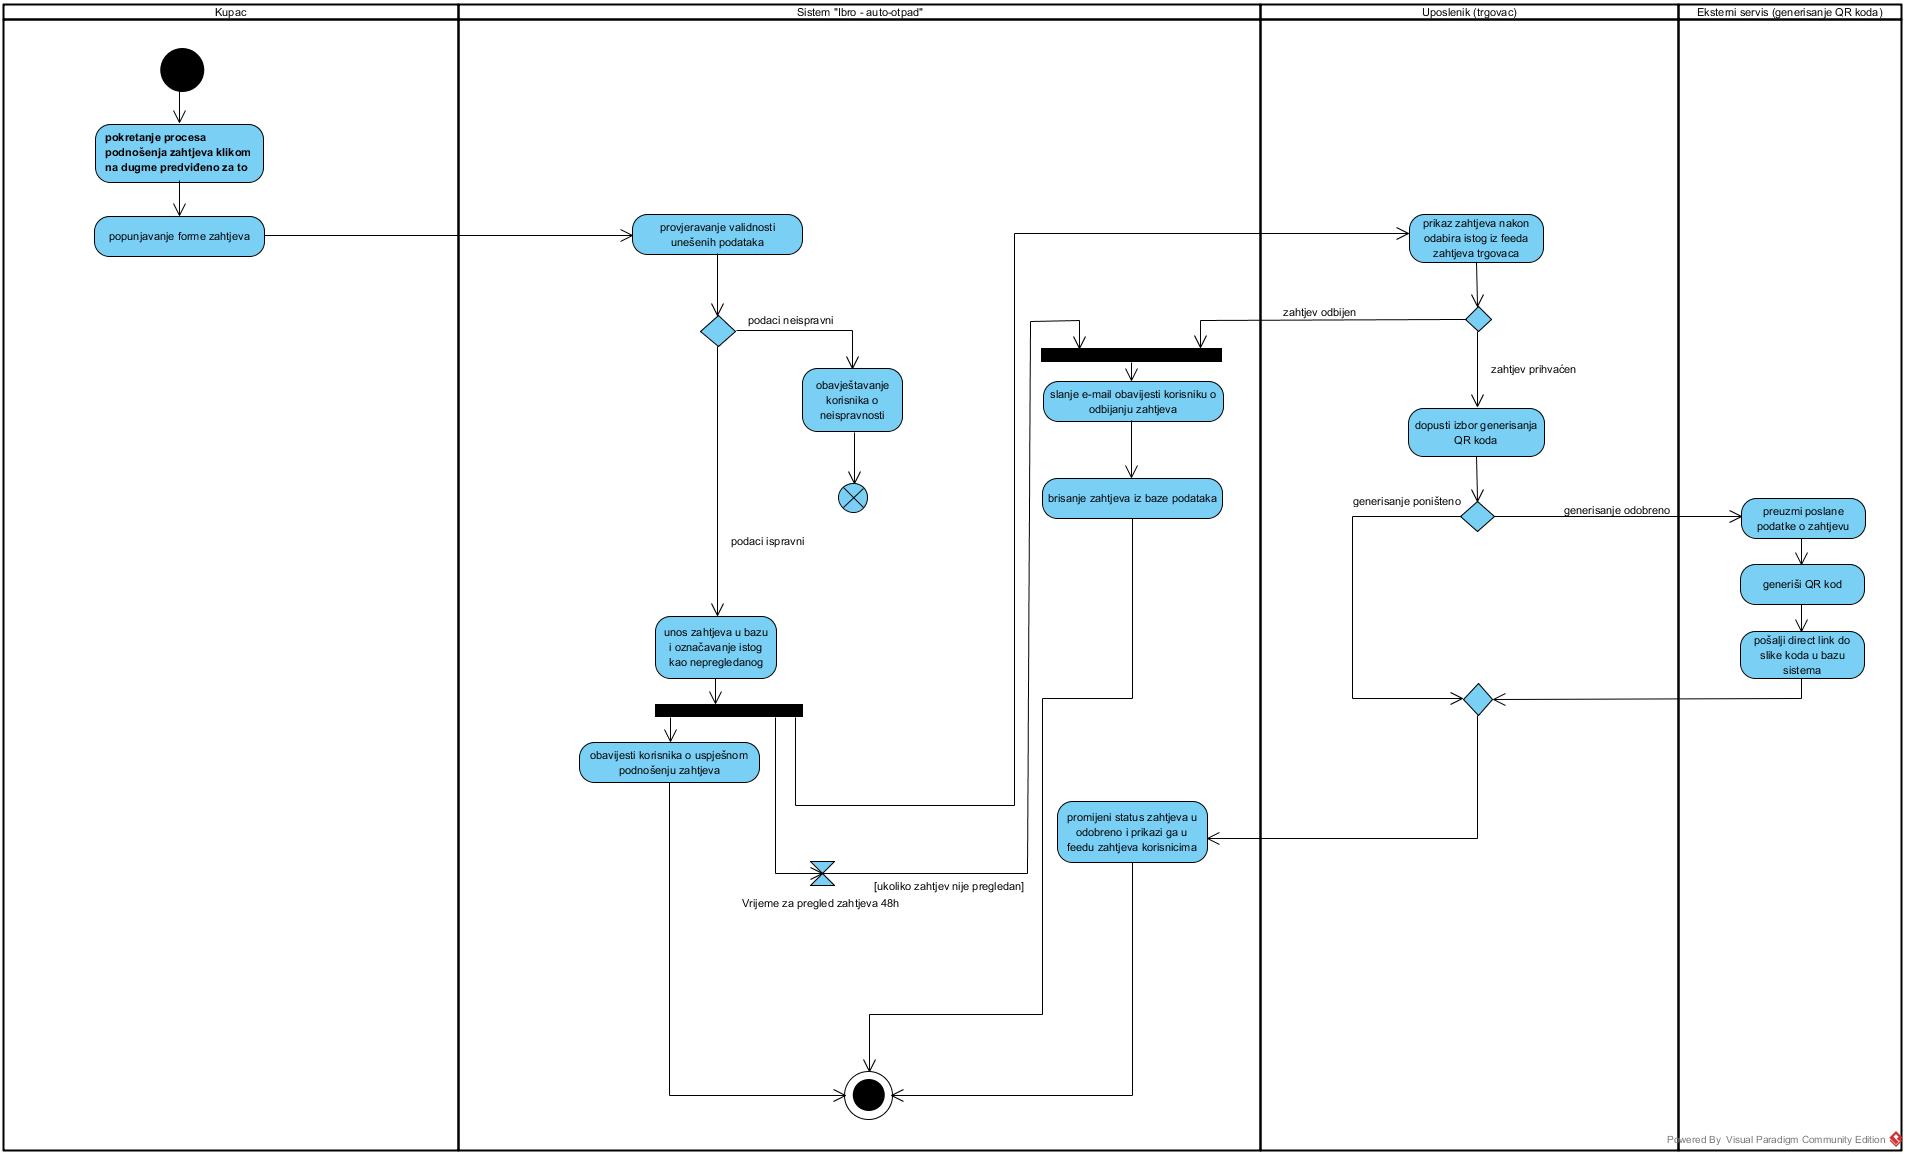 Kupac
Sistem "Ibro - auto-otpad"
Uposlenik (trgovac)
Eksterni servis (generisanje QR koda)
pokretanje procesa
podnošenja zahtjeva klikom
na dugme predviđeno za to
popunjavanje forme zahtjeva
provjeravanje validnosti
unešenih podataka
podaci neispravni
obavještavanje
korisnika o
neispravnosti
podaci ispravni
unos zahtjeva u bazu
i označavanje istog
kao nepregledanog
obavijesti korisnika o uspješnom
podnošenju zahtjeva
Vrijeme za pregled zahtjeva 48h
[ukoliko zahtjev nije pregledan]
slanje e-mail obavijesti korisniku o
odbijanju zahtjeva
brisanje zahtjeva iz baze podataka
promijeni status zahtjeva u
odobreno i prikazi ga u
feedu zahtjeva korisnicima
prikaz zahtjeva nakon
odabira istog iz feeda
zahtjeva trgovaca
zahtjev odbijen
zahtjev prihvaćen
dopusti izbor generisanja
QR koda
generisanje poništeno
generisanje odobreno
preuzmi poslane
podatke o zahtjevu
generiši QR kod
pošalji direct link do
slike koda u bazu
sistema
Powered By Visual Paradigm Community Edition